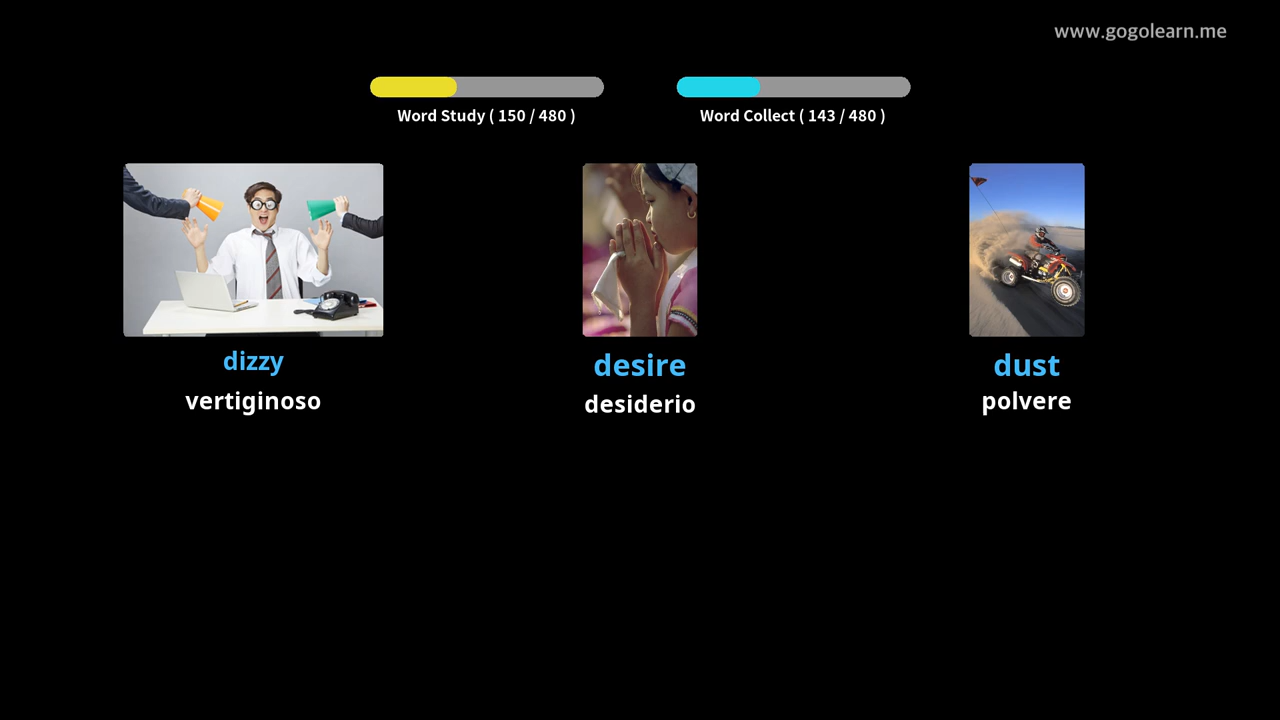 www.gogolearn.me
Word Study ( 150 / 480 )
Word Collect ( 143 / 480 )
dizzy
desire
dust
vertiginoso
desiderio
polvere